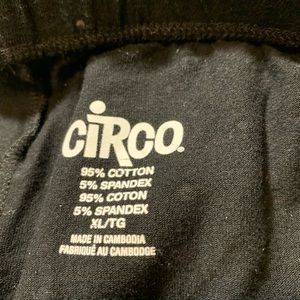 CiRCO.
95% COTTON
5% SPANDEX
95% COTON
5% SPANDEX
XL/TG
MADE IN CAMBODIA
FABRIQUÉ AU CAMBODGE